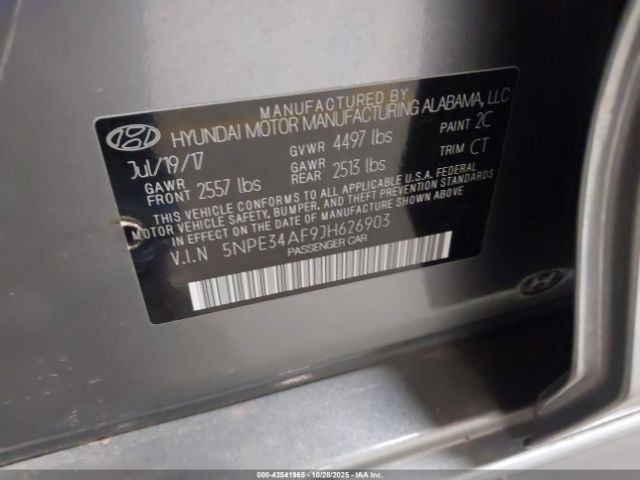 MANUFACTURED BY
HYUNDAI MOTOR MANUFACTURING ALABAMA, LLC
Jul/19/17 GVWR 4497 lbs PAINT 2C
GAWR FRONT 2557 lbs GAWR REAR 2513 lbs TRIM CT
THIS VEHICLE CONFORMS TO ALL APPLICABLE U.S. FEDERAL
MOTOR VEHICLE SAFETY, BUMPER, AND THEFT PREVENTION STANDARDS
IN EFFECT ON THE DATE OF MANUFACTURE SHOWN ABOVE.
V.I.N 5NPE34AF9JH626903
PASSENGER CAR
000-43541965 - 10/28/2025 - © IAA Holdings, LLC